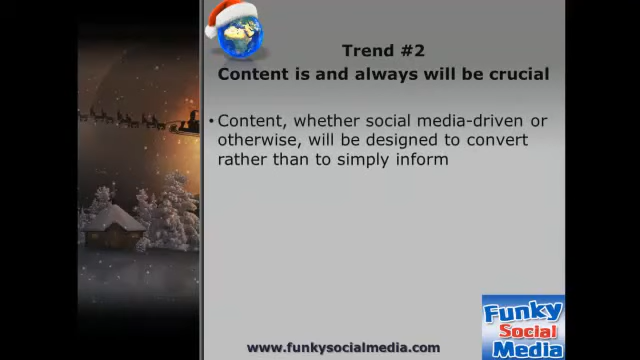 Trend #2
Content is and always will be crucial
• Content, whether social media-driven or
otherwise, will be designed to convert
rather than to simply inform
Funky
Social
Media
www.funkysocialmedia.com